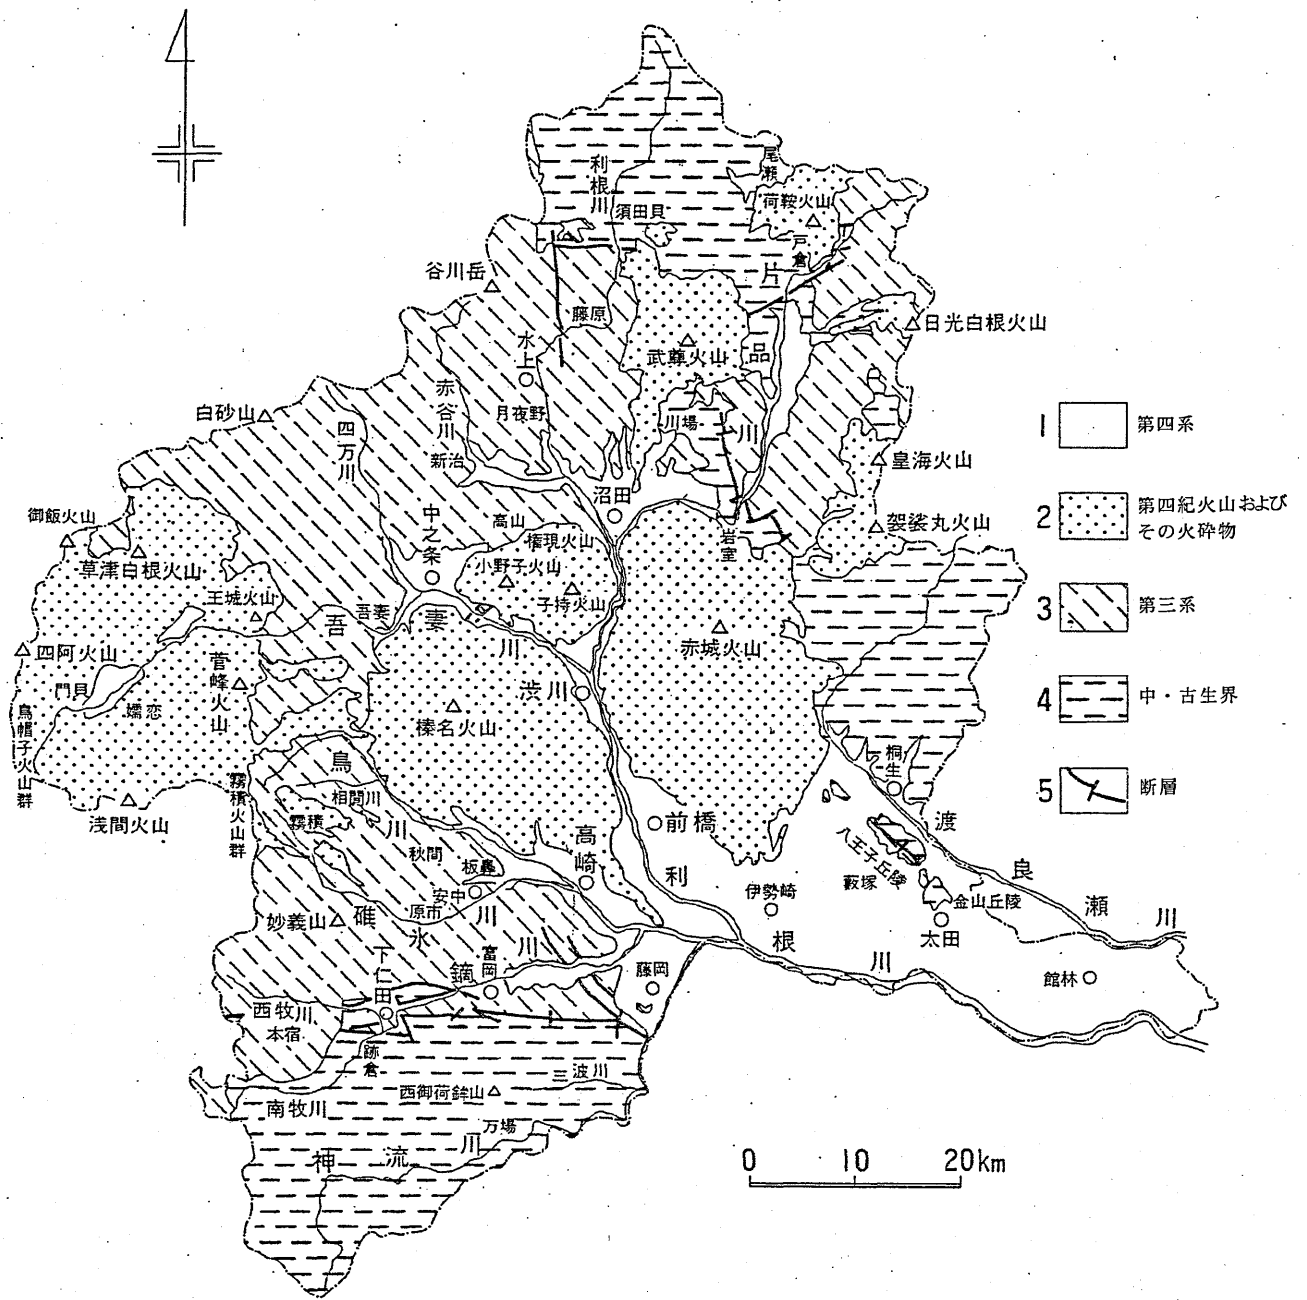 尾瀬
利根川
荷鞍火山
須田貝
戸倉
片品川
谷川岳
藤原
日光白根火山
水上
武尊火山
赤谷川
白砂山
月夜野
川場
四万川
新治
皇海火山
沼田
御飯火山
中之条
高山
権現火山
岩室
袈裟丸火山
草津白根火山
小野子火山
王城火山
子持火山
吾妻
吾妻川
四阿火山
菅峰火山
赤城火山
門貝
嬬恋
渋川
榛名火山
烏帽子火山群
烏川
桐生
霧積火山群
相間川
浅間火山
霧積
前橋
渡良瀬川
高崎
秋間
八王子丘陵
板鼻
利根川
藪塚
安中
伊勢崎
金山丘陵
原市
妙義山
碓氷川
太田
下仁田
富岡
鏑川
藤岡
館林
西牧川
本宿
跡倉
三波川
西御荷鉾山
南牧川
万場
神流川
1 第四系
2 第四紀火山および
その火砕物
3 第三系
4 中・古生界
5 断層
0 10 20km